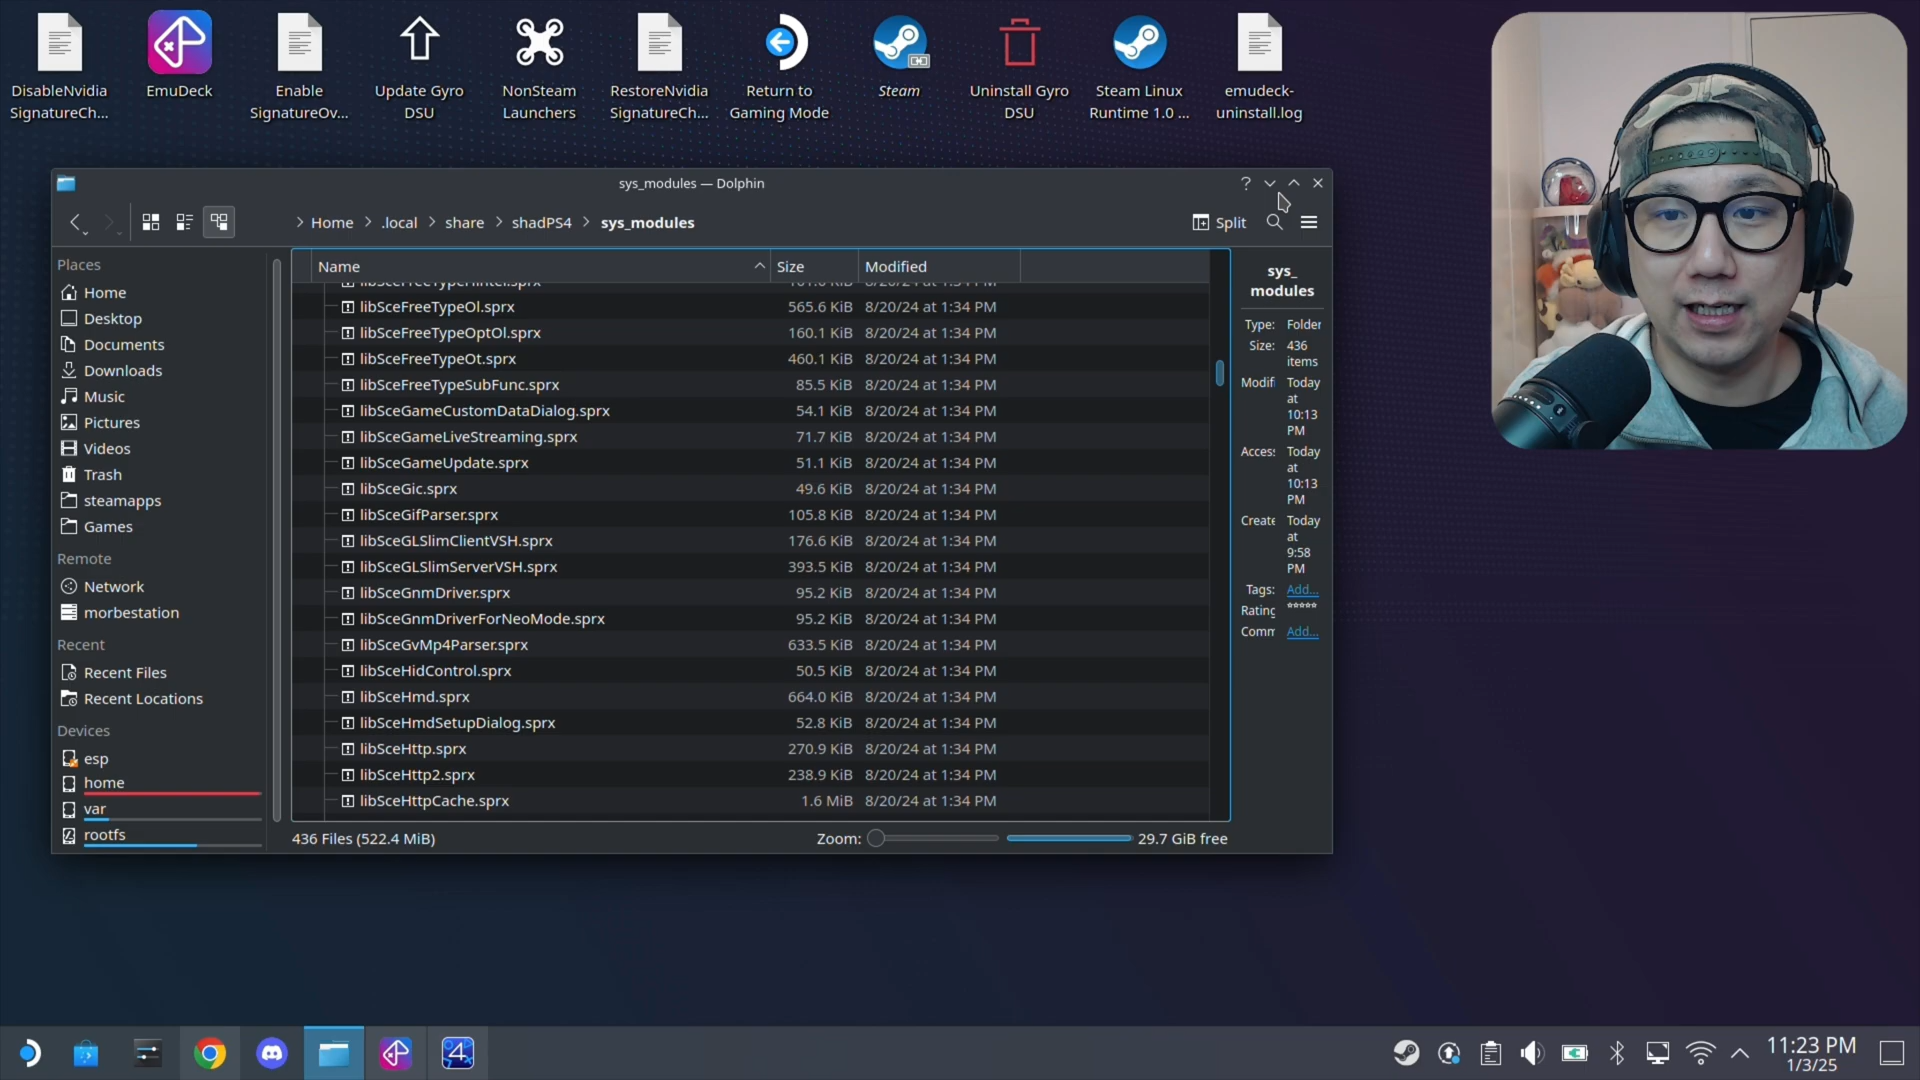 DisableNvidia
SignatureCh...
EmuDeck
Enable
SignatureOv...
Update Gyro
DSU
NonSteam
Launchers
RestoreNvidia
SignatureCh...
Return to
Gaming Mode
Steam
Uninstall Gyro
DSU
Steam Linux
Runtime 1.0 ...
emudeck-
uninstall.log
sys_modules — Dolphin
Home
.local
share
shadPS4
sys_modules
Split
Places
Home
Desktop
Documents
Downloads
Music
Pictures
Videos
Trash
steamapps
Games
Remote
Network
morbestation
Recent
Recent Files
Recent Locations
Devices
esp
home
var
rootfs
Name Size Modified
libSceFreeTypeOl.sprx 565.6 KiB 8/20/24 at 1:34 PM
libSceFreeTypeOptOl.sprx 160.1 KiB 8/20/24 at 1:34 PM
libSceFreeTypeOt.sprx 460.1 KiB 8/20/24 at 1:34 PM
libSceFreeTypeSubFunc.sprx 85.5 KiB 8/20/24 at 1:34 PM
libSceGameCustomDataDialog.sprx 54.1 KiB 8/20/24 at 1:34 PM
libSceGameLiveStreaming.sprx 71.7 KiB 8/20/24 at 1:34 PM
libSceGameUpdate.sprx 51.1 KiB 8/20/24 at 1:34 PM
libSceGic.sprx 49.6 KiB 8/20/24 at 1:34 PM
libSceGifParser.sprx 105.8 KiB 8/20/24 at 1:34 PM
libSceGLSlimClientVSH.sprx 176.6 KiB 8/20/24 at 1:34 PM
libSceGLSlimServerVSH.sprx 393.5 KiB 8/20/24 at 1:34 PM
libSceGnmDriver.sprx 95.2 KiB 8/20/24 at 1:34 PM
libSceGnmDriverForNeoMode.sprx 95.2 KiB 8/20/24 at 1:34 PM
libSceGvMp4Parser.sprx 633.5 KiB 8/20/24 at 1:34 PM
libSceHidControl.sprx 50.5 KiB 8/20/24 at 1:34 PM
libSceHmd.sprx 664.0 KiB 8/20/24 at 1:34 PM
libSceHmdSetupDialog.sprx 52.8 KiB 8/20/24 at 1:34 PM
libSceHttp.sprx 270.9 KiB 8/20/24 at 1:34 PM
libSceHttp2.sprx 238.9 KiB 8/20/24 at 1:34 PM
libSceHttpCache.sprx 1.6 MiB 8/20/24 at 1:34 PM
436 Files (522.4 MiB)
Zoom:
29.7 GiB free
sys_
modules
Type: Folder
Size: 436
items
Modifi Today
at
10:13
PM
Access Today
at
10:13
PM
Create Today
at
9:58
PM
Tags: Add...
Rating
Comm Add...
4
11:23 PM
1/3/25